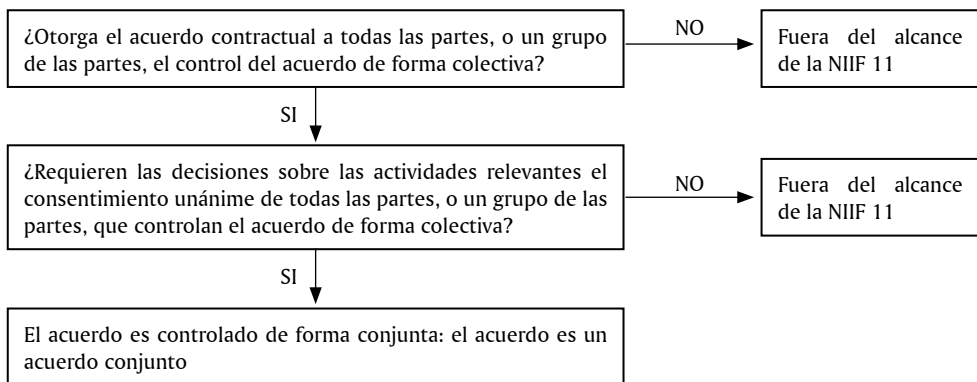 ¿Otorga el acuerdo contractual a todas las partes, o un grupo
de las partes, el control del acuerdo de forma colectiva?
NO
Fuera del alcance
de la NIIF 11
SI
¿Requieren las decisiones sobre las actividades relevantes el
consentimiento unánime de todas las partes, o un grupo de las
partes, que controlan el acuerdo de forma colectiva?
NO
Fuera del alcance
de la NIIF 11
SI
El acuerdo es controlado de forma conjunta: el acuerdo es un
acuerdo conjunto